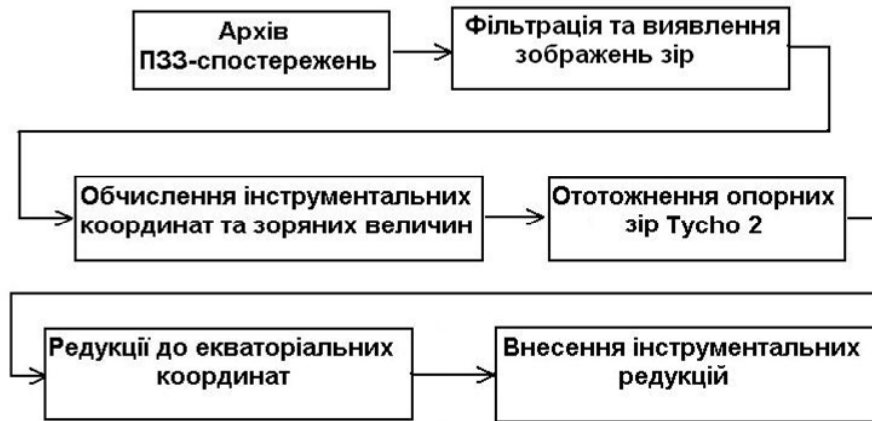 Архів
ПЗЗ-спостережень
Фільтрація та виявлення
зображень зір
Обчислення інструментальних
координат та зоряних величин
Ототожнення опорних
зір Tycho 2
Редукції до екваторіальних
координат
Внесення інструментальних
редукцій